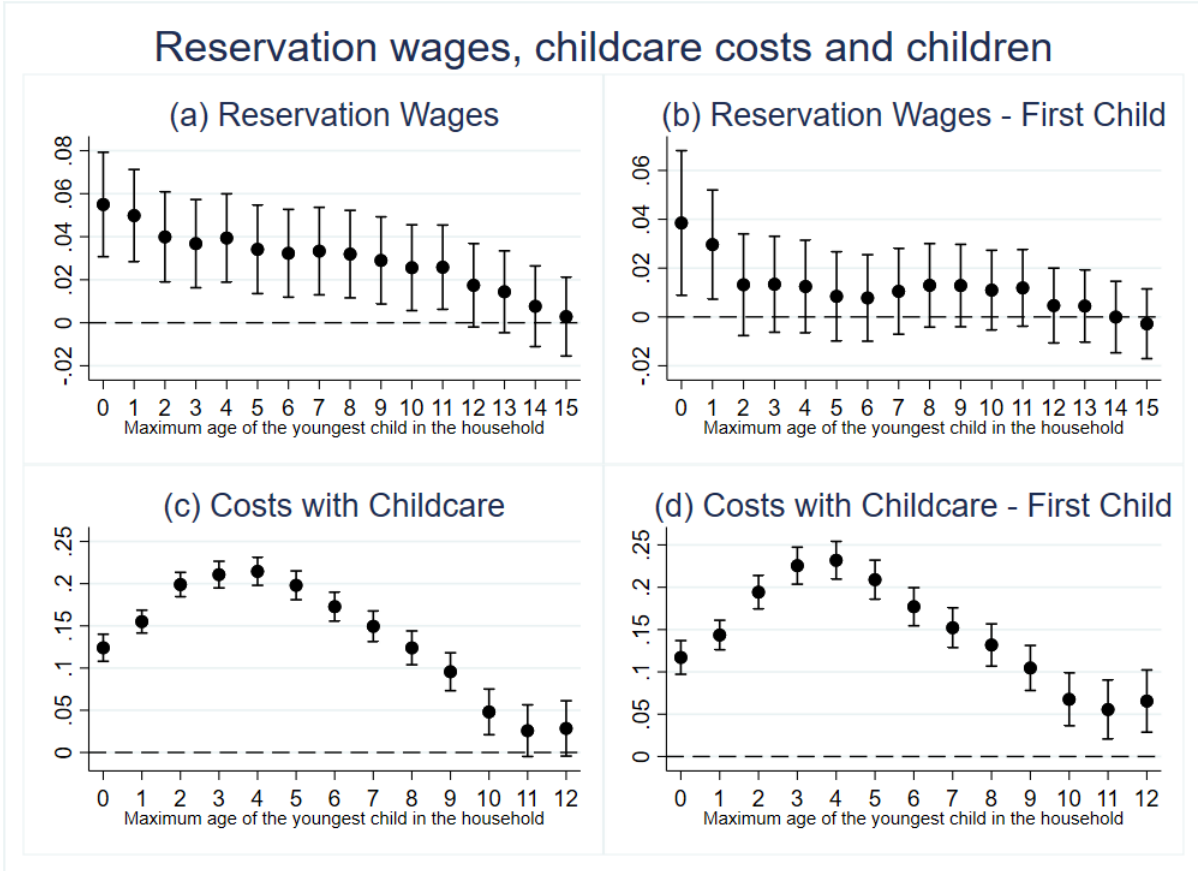 Reservation wages, childcare costs and children
(a) Reservation Wages
.08
.06
.04
.02
0
-.02
0 1 2 3 4 5 6 7 8 9 10 11 12 13 14 15
Maximum age of the youngest child in the household
(b) Reservation Wages - First Child
.06
.04
.02
0
-.02
0 1 2 3 4 5 6 7 8 9 10 11 12 13 14 15
Maximum age of the youngest child in the household
(c) Costs with Childcare
.25
.2
.15
.1
.05
0
0 1 2 3 4 5 6 7 8 9 10 11 12
Maximum age of the youngest child in the household
(d) Costs with Childcare - First Child
.25
.2
.15
.1
.05
0
0 1 2 3 4 5 6 7 8 9 10 11 12
Maximum age of the youngest child in the household